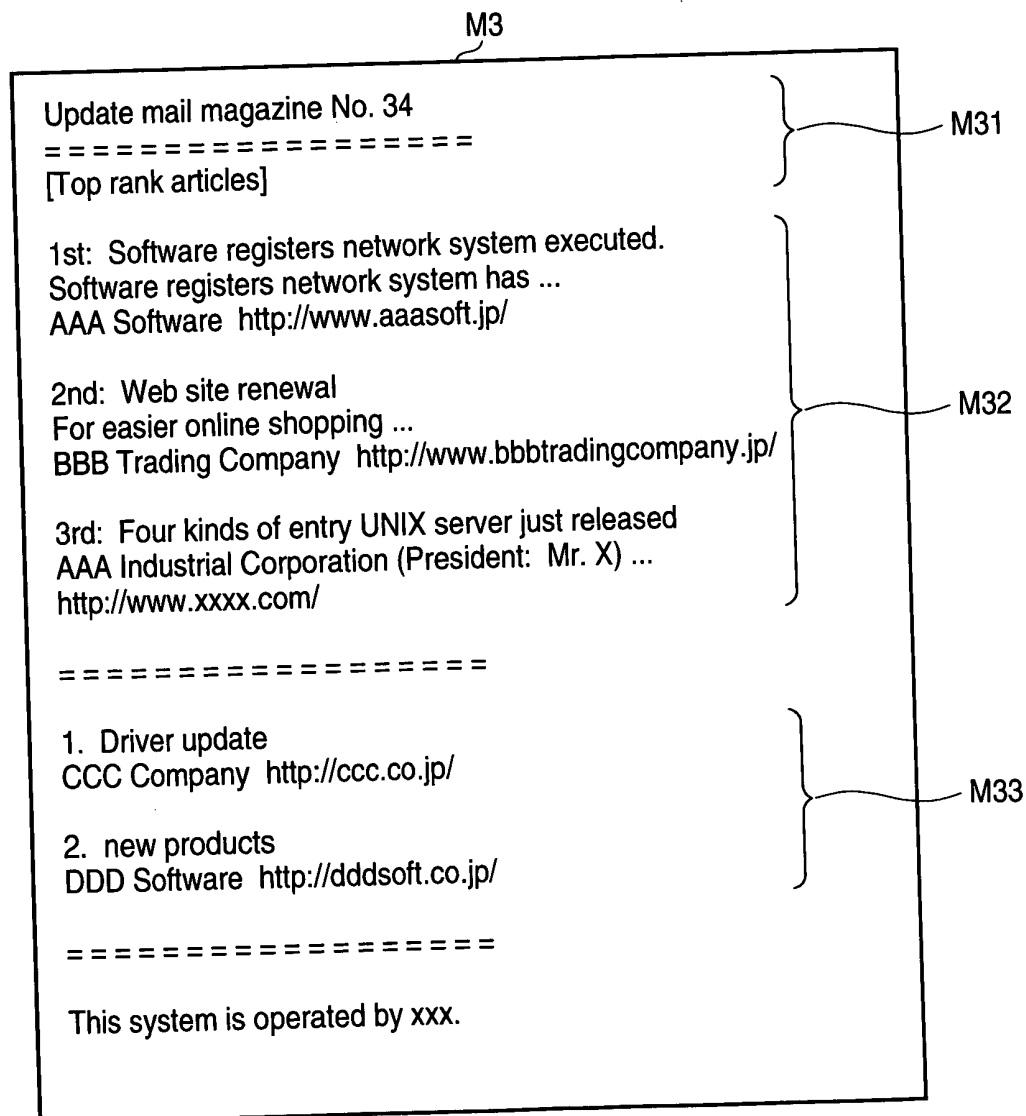 M3
Update mail magazine No. 34
==================
[Top rank articles]
M31
1st: Software registers network system executed.
Software registers network system has ...
AAA Software http://www.aaasoft.jp/
2nd: Web site renewal
For easier online shopping ...
BBB Trading Company http://www.bbbtradingcompany.jp/
M32
3rd: Four kinds of entry UNIX server just released
AAA Industrial Corporation (President: Mr. X) ...
http://www.xxxx.com/
==================
1. Driver update
CCC Company http://ccc.co.jp/
M33
2. new products
DDD Software http://dddsoft.co.jp/
==================
This system is operated by xxx.